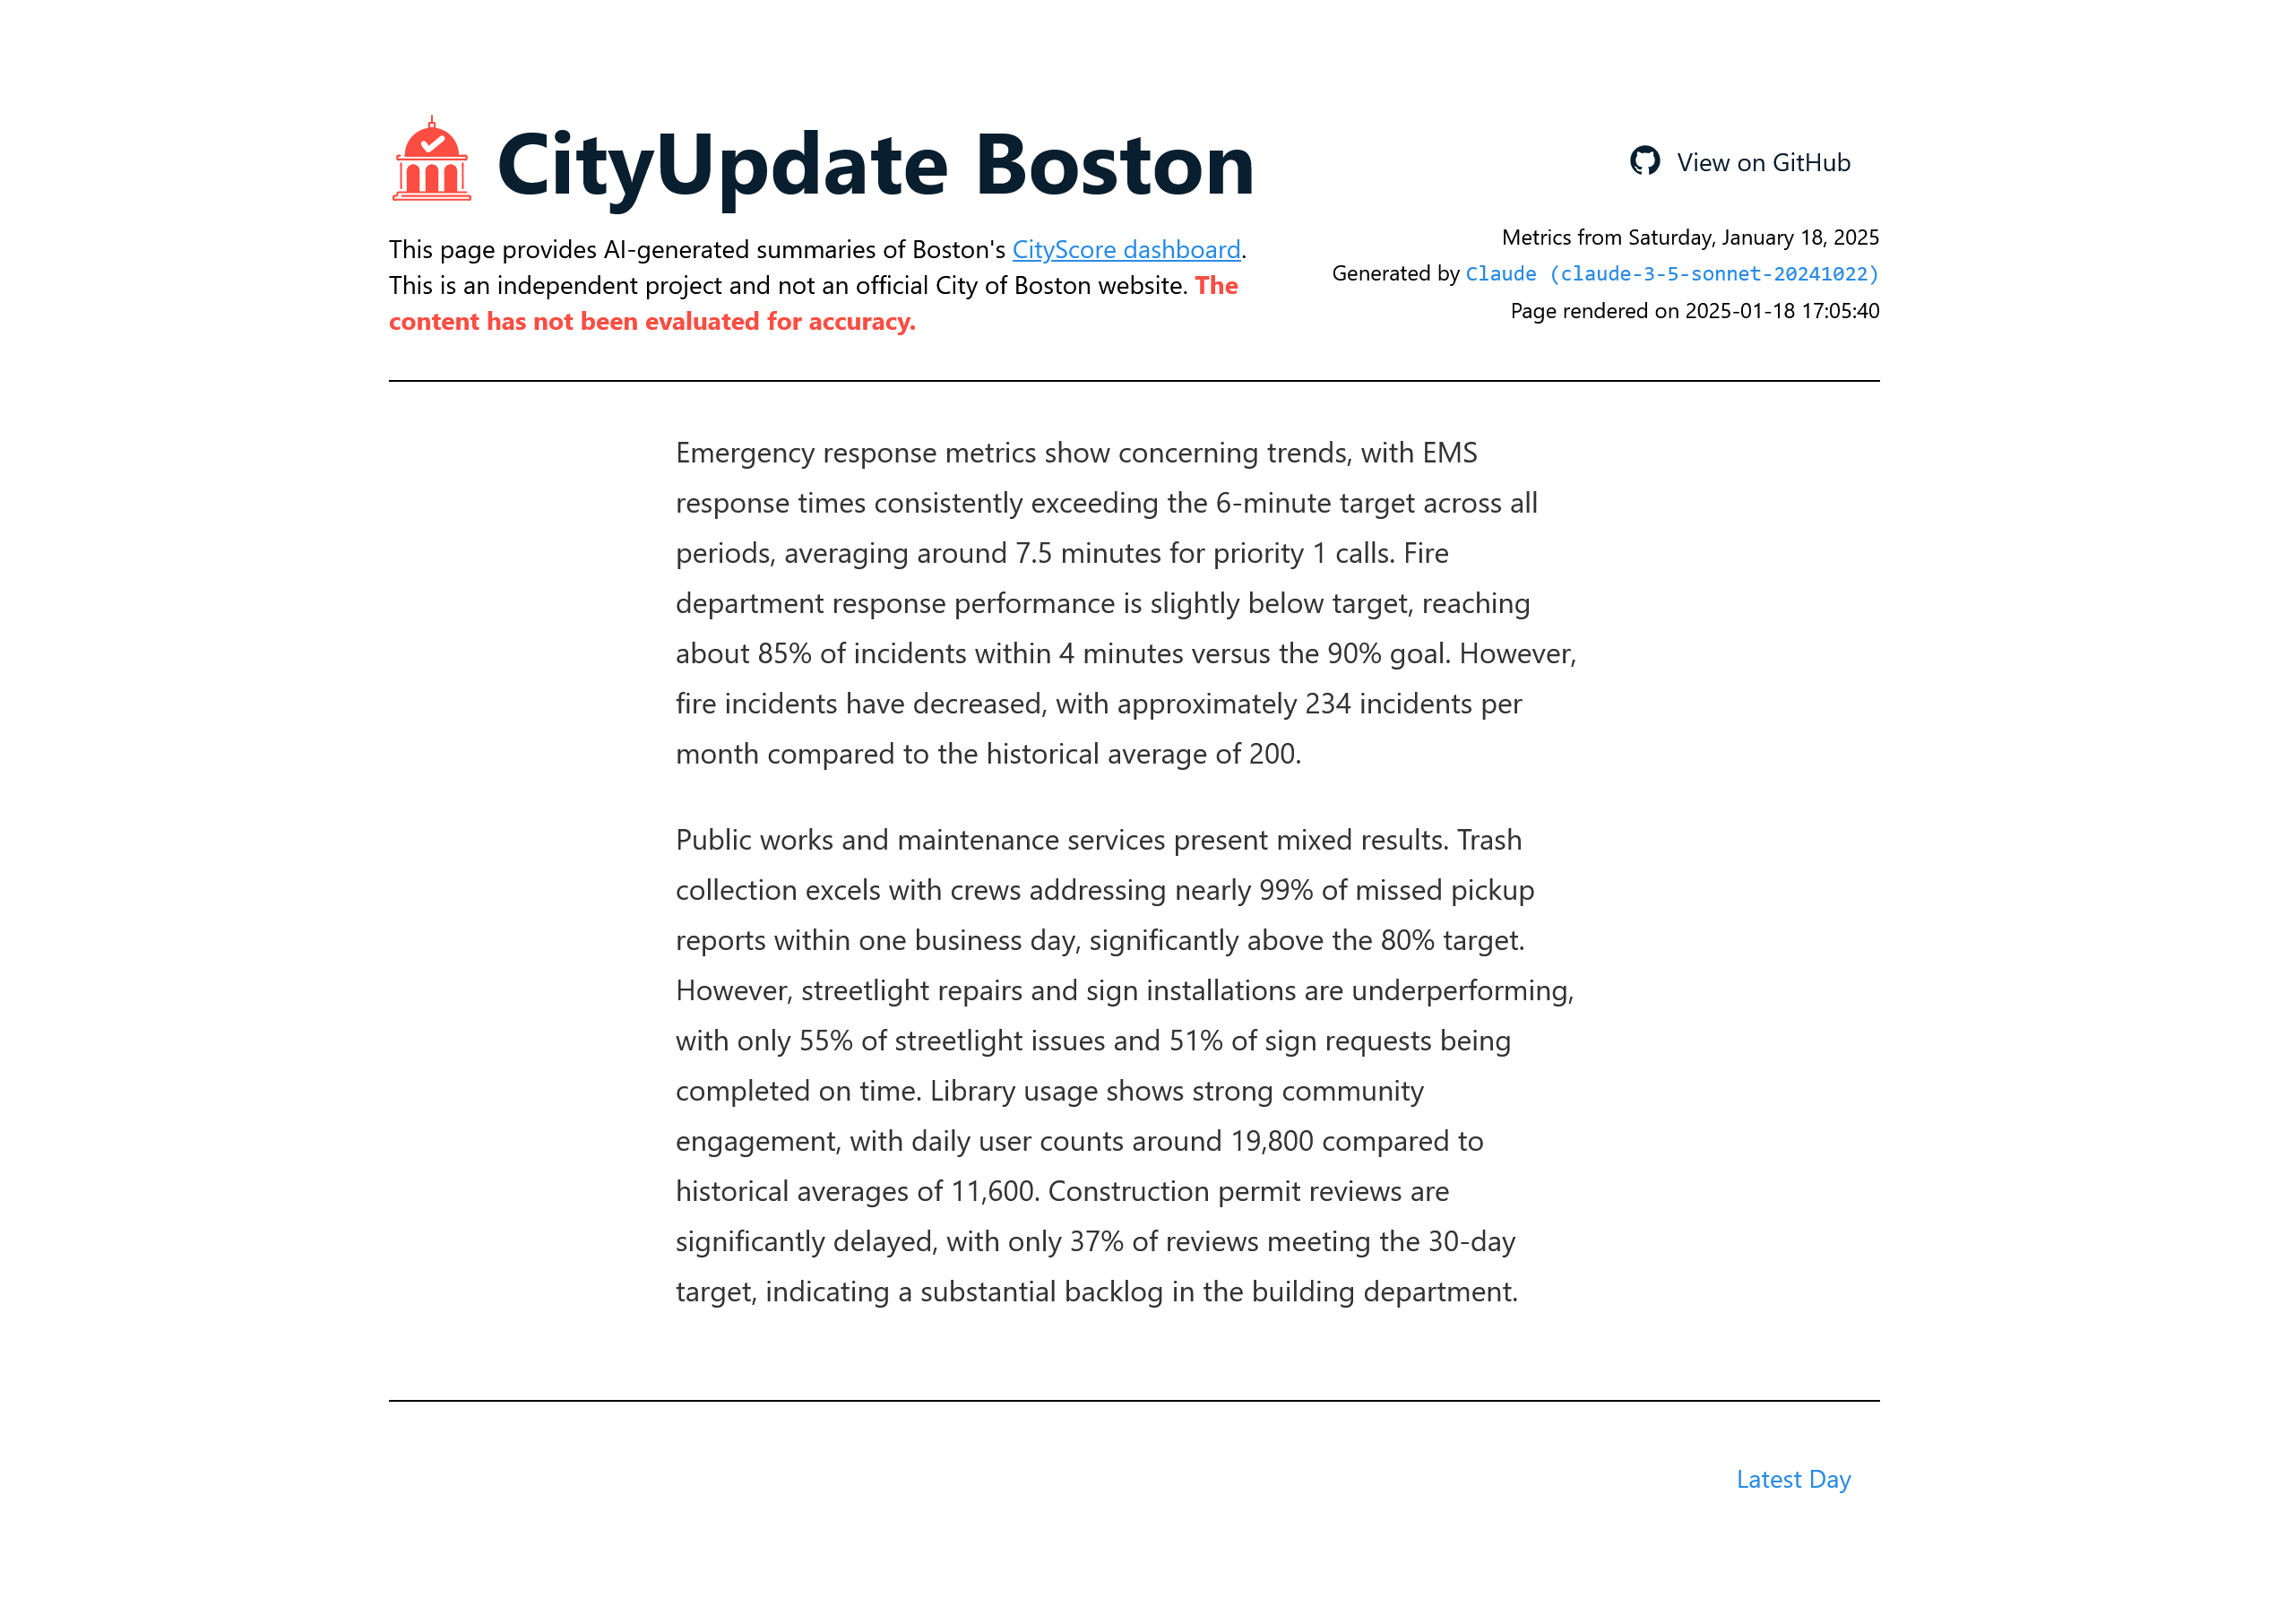 CityUpdate Boston
This page provides AI-generated summaries of Boston's CityScore dashboard.
This is an independent project and not an official City of Boston website. The
content has not been evaluated for accuracy.
View on GitHub
Metrics from Saturday, January 18, 2025
Generated by Claude (claude-3-5-sonnet-20241022)
Page rendered on 2025-01-18 17:05:40
Emergency response metrics show concerning trends, with EMS
response times consistently exceeding the 6-minute target across all
periods, averaging around 7.5 minutes for priority 1 calls. Fire
department response performance is slightly below target, reaching
about 85% of incidents within 4 minutes versus the 90% goal. However,
fire incidents have decreased, with approximately 234 incidents per
month compared to the historical average of 200.
Public works and maintenance services present mixed results. Trash
collection excels with crews addressing nearly 99% of missed pickup
reports within one business day, significantly above the 80% target.
However, streetlight repairs and sign installations are underperforming,
with only 55% of streetlight issues and 51% of sign requests being
completed on time. Library usage shows strong community
engagement, with daily user counts around 19,800 compared to
historical averages of 11,600. Construction permit reviews are
significantly delayed, with only 37% of reviews meeting the 30-day
target, indicating a substantial backlog in the building department.
Latest Day